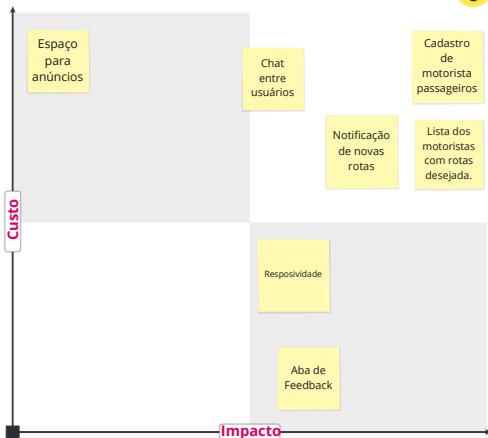 Espaço
para
anúncios
Chat
entre
usuários
Cadastro
de
motorista
passageiros
Notificação
de novas
rotas
Lista dos
motoristas
com rotas
desejada.
Custo
Resposividade
Aba de
Feedback
Impacto